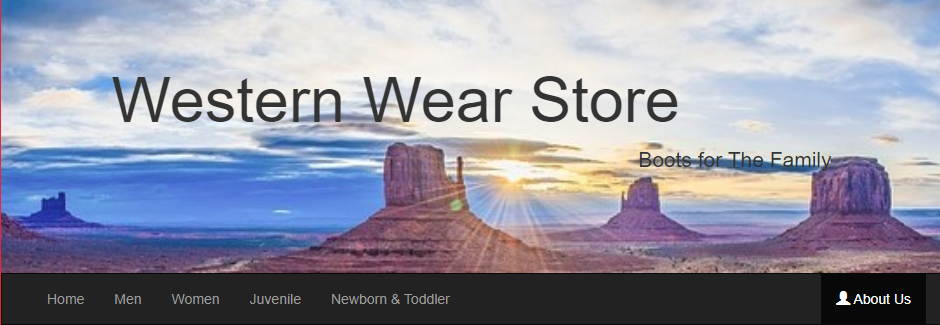 Western Wear Store
Boots for The Family
Home Men Women Juvenile Newborn & Toddler About Us